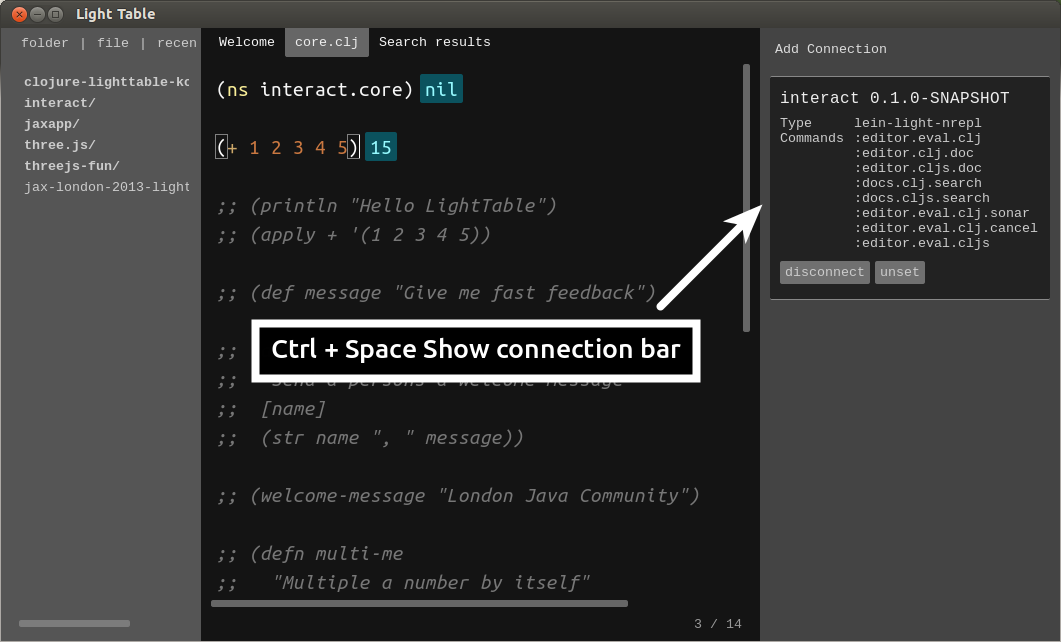 Light Table
folder | file | recen
clojure-lighttable-kc
interact/
jaxapp/
three.js/
threejs-fun/
jax-london-2013-light
Welcome core.clj Search results
(ns interact.core) nil
(+ 1 2 3 4 5) 15
;; (println "Hello LightTable")
;; (apply + '(1 2 3 4 5))
;; (def message "Give me fast feedback")
;;
Ctrl + Space Show connection bar
;; "Send a persons a welcome message"
;; [name]
;; (str name ", " message))
;; (welcome-message "London Java Community")
;; (defn multi-me
;; "Multiple a number by itself"
3 / 14
Add Connection
interact 0.1.0-SNAPSHOT
Type lein-light-nrepl
Commands :editor.eval.clj
:editor.clj.doc
:editor.cljs.doc
:docs.clj.search
:docs.cljs.search
:editor.eval.clj.sonar
:editor.eval.clj.cancel
:editor.eval.cljs
disconnect unset